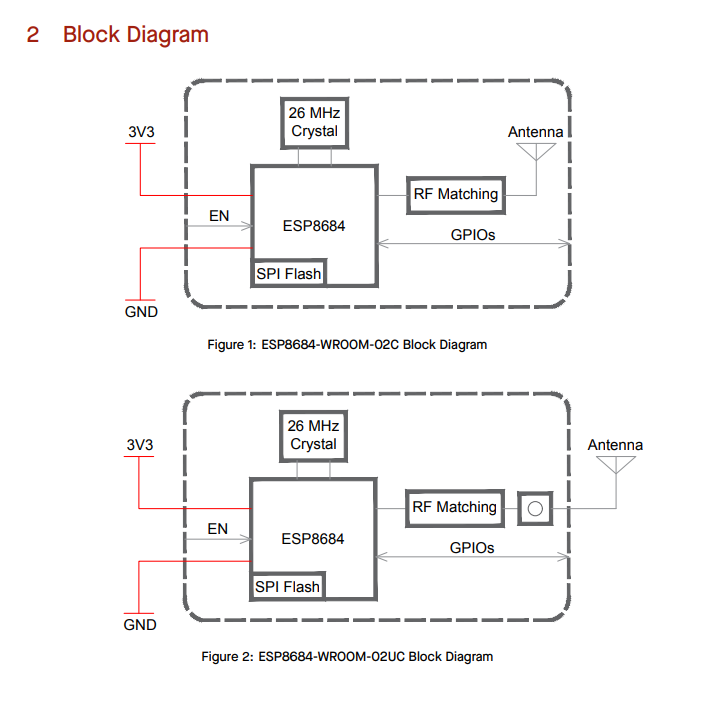 2 Block Diagram
26 MHz
Crystal
3V3
Antenna
RF Matching
EN
ESP8684
GPIOs
SPI Flash
GND
Figure 1: ESP8684-WROOM-02C Block Diagram
26 MHz
Crystal
3V3
Antenna
RF Matching
EN
ESP8684
GPIOs
SPI Flash
GND
Figure 2: ESP8684-WROOM-02UC Block Diagram